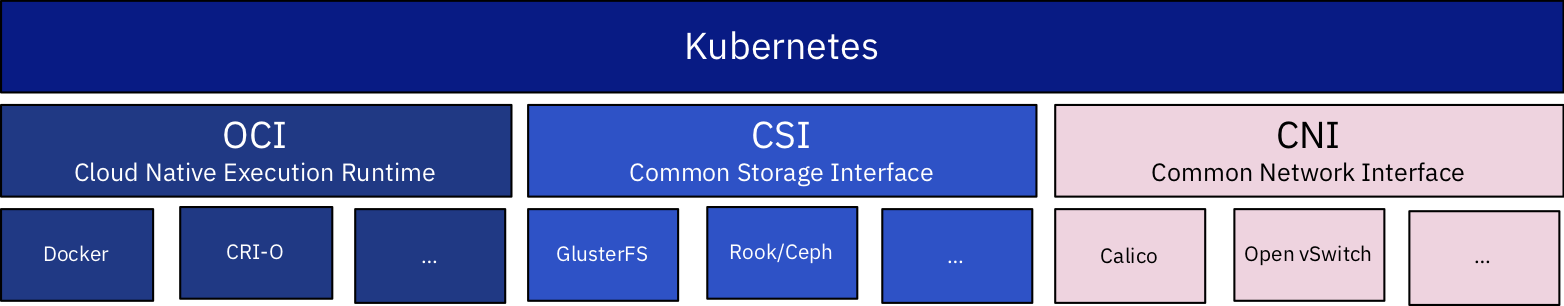 Kubernetes
OCI
Cloud Native Execution Runtime
CSI
Common Storage Interface
CNI
Common Network Interface
Docker
CRI-O
...
GlusterFS
Rook/Ceph
...
Calico
Open vSwitch
...